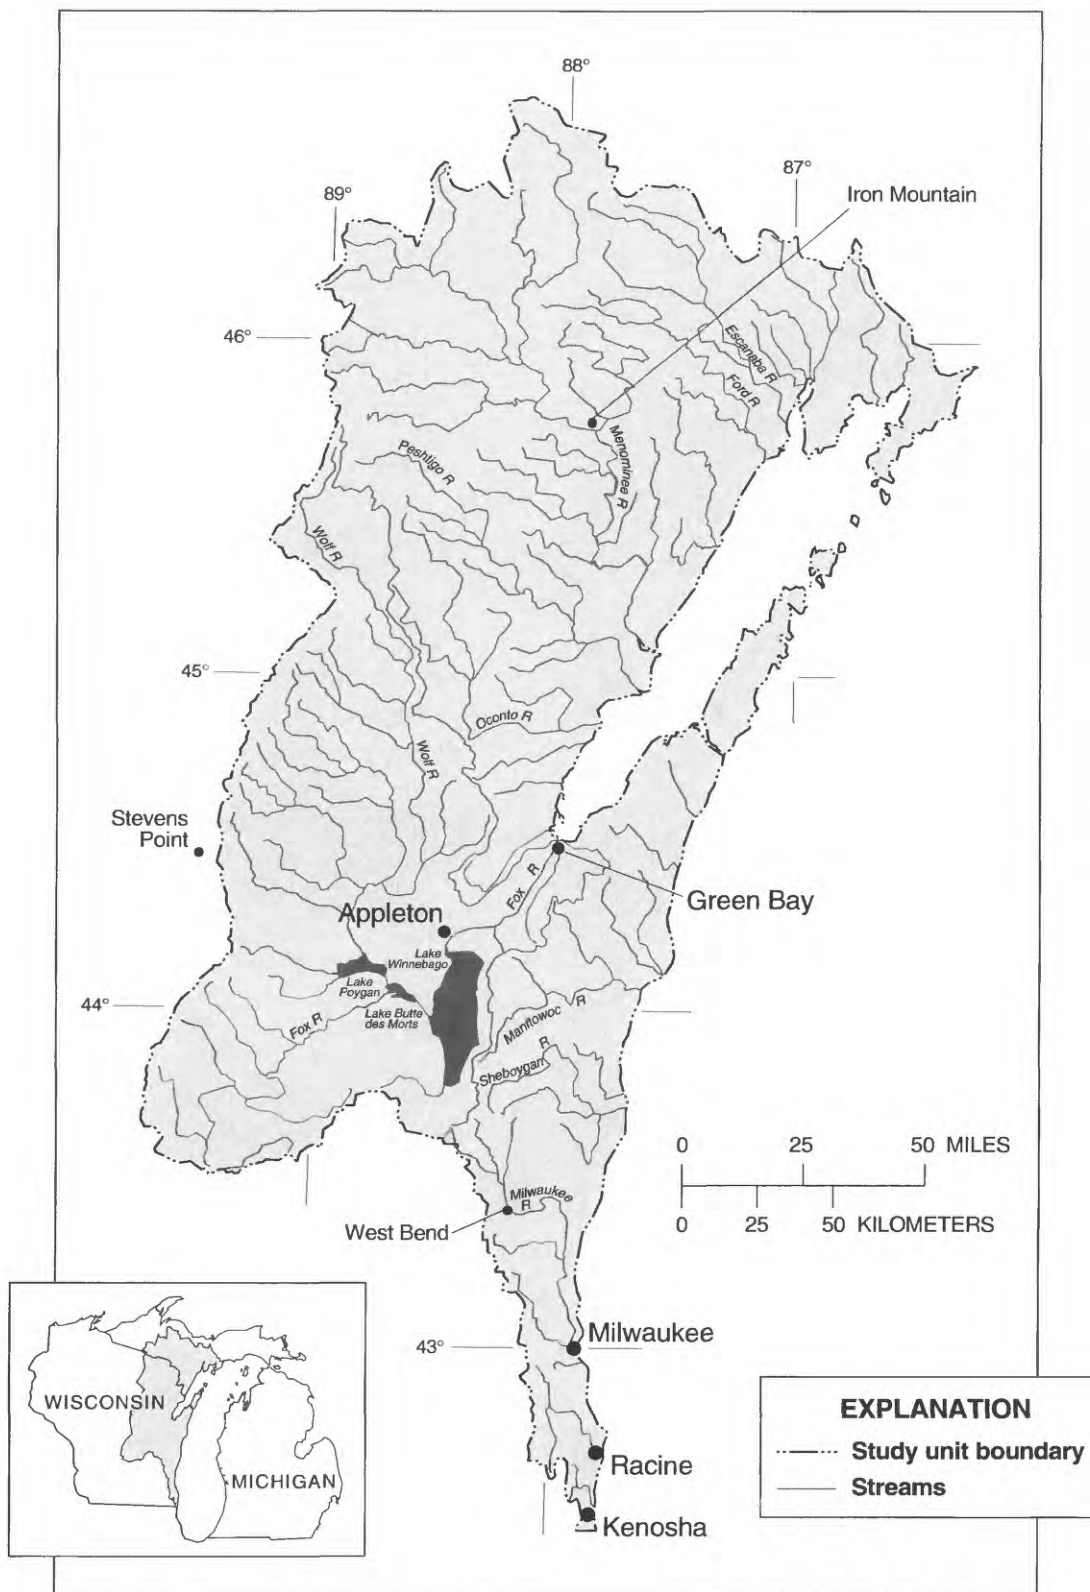 88°
87°
89°
Iron Mountain
46°
Escanaba R
Ford R
Menominee R
Peshtigo R
Wolf R
45°
Oconto R
Wolf R
Stevens
Point
Fox R
Green Bay
Appleton
Lake
Winnebago
Lake
Poygan
Lake Butte
des Morts
44°
Fox R
Manitowoc R
Sheboygan R
0 25 50 MILES
0 25 50 KILOMETERS
Milwaukee
R
West Bend
43°
Milwaukee
Racine
Kenosha
WISCONSIN
MICHIGAN
EXPLANATION
Study unit boundary
Streams